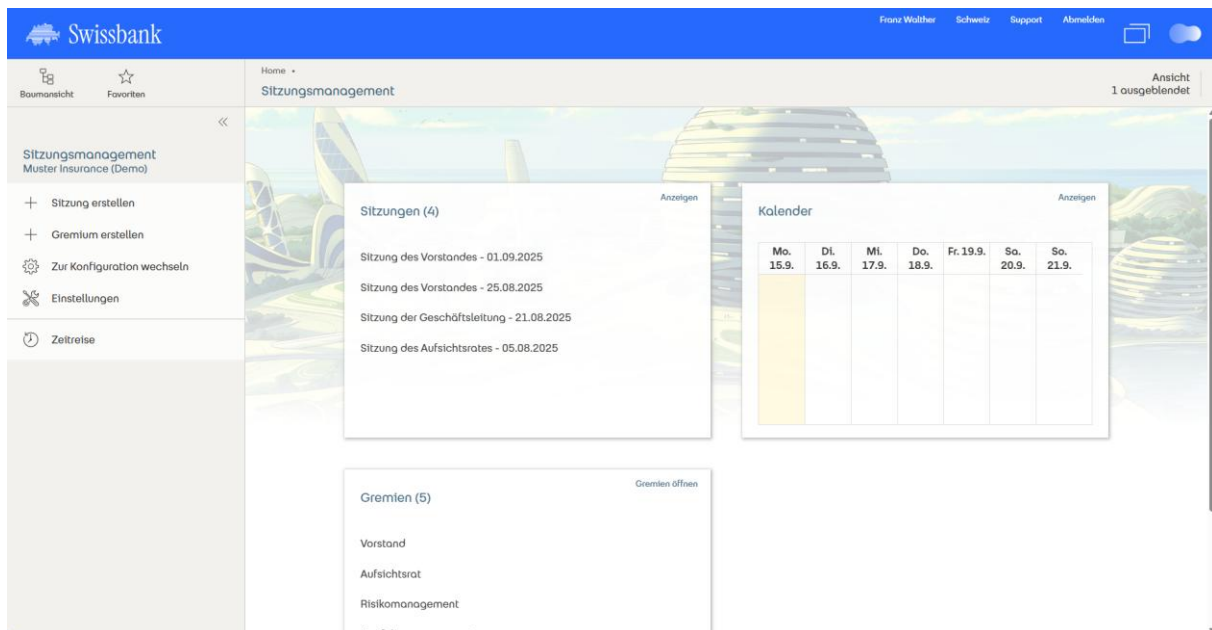 Swissbank
Franz Walther Schweiz Support Abmelden
Baumansicht Favoriten
Home •
Sitzungsmanagement
Ansicht
1 ausgeblendet
Sitzungsmanagement
Muster Insurance (Demo)
Sitzung erstellen
Gremium erstellen
Zur Konfiguration wechseln
Einstellungen
Zeitreise
Sitzungen (4)
Anzeigen
Sitzung des Vorstandes - 01.09.2025
Sitzung des Vorstandes - 25.08.2025
Sitzung der Geschäftsleitung - 21.08.2025
Sitzung des Aufsichtsrates - 05.08.2025
Kalender
Anzeigen
Mo. Di. Mi. Do. Fr. 19.9. Sa. So.
15.9. 16.9. 17.9. 18.9. 20.9. 21.9.
Gremien (5)
Gremien öffnen
Vorstand
Aufsichtsrat
Risikomanagement